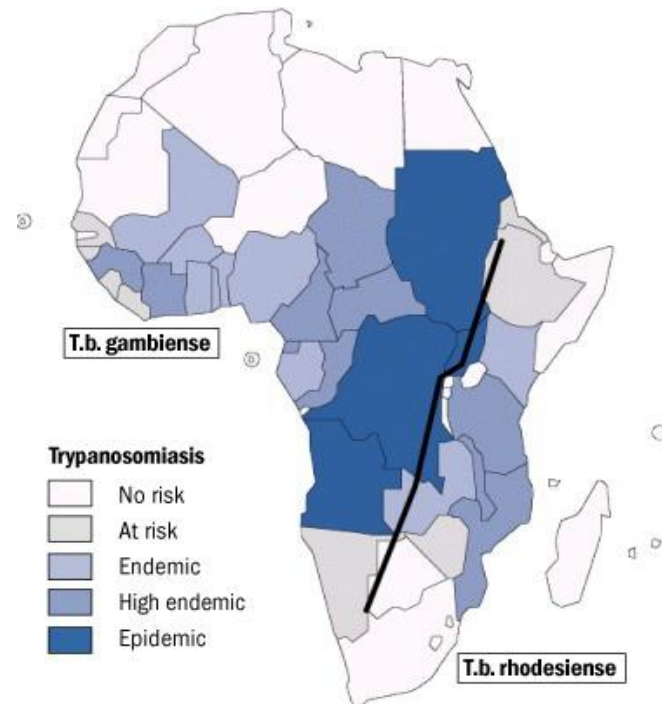 T.b. gambiense
Trypanosomiasis
No risk
At risk
Endemic
High endemic
Epidemic
T.b. rhodesiense